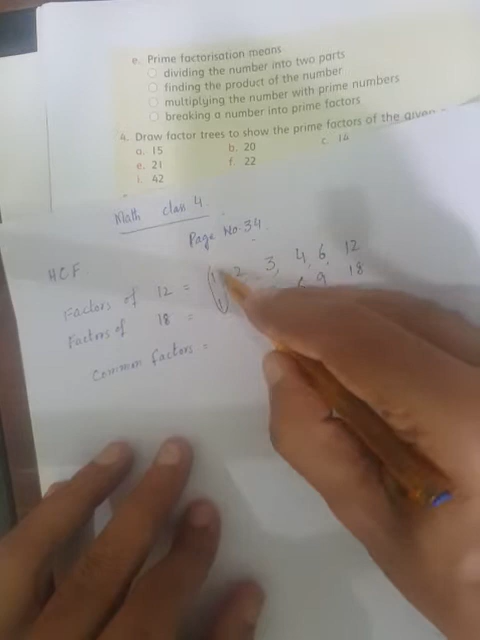 e. Prime factorisation means
dividing the number into two parts
finding the product of the number
multiplying the number with prime numbers
breaking a number into prime factors
4. Draw factor trees to show the prime factors of the given
a. 15 b. 20 c.
e. 21 f. 22
i. 42
Math class 4.
Page No. 34.
HCF
Factors of 12 = 1 2 3, 4, 6, 12
Factors of 18 = 1 9 18
Common factors =